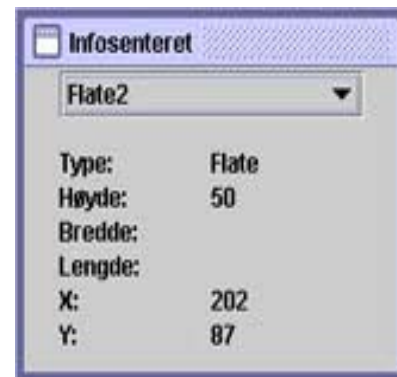 Infosenteret
Flate2
Type: Flate
Høyde: 50
Bredde:
Lengde:
X: 202
Y: 87